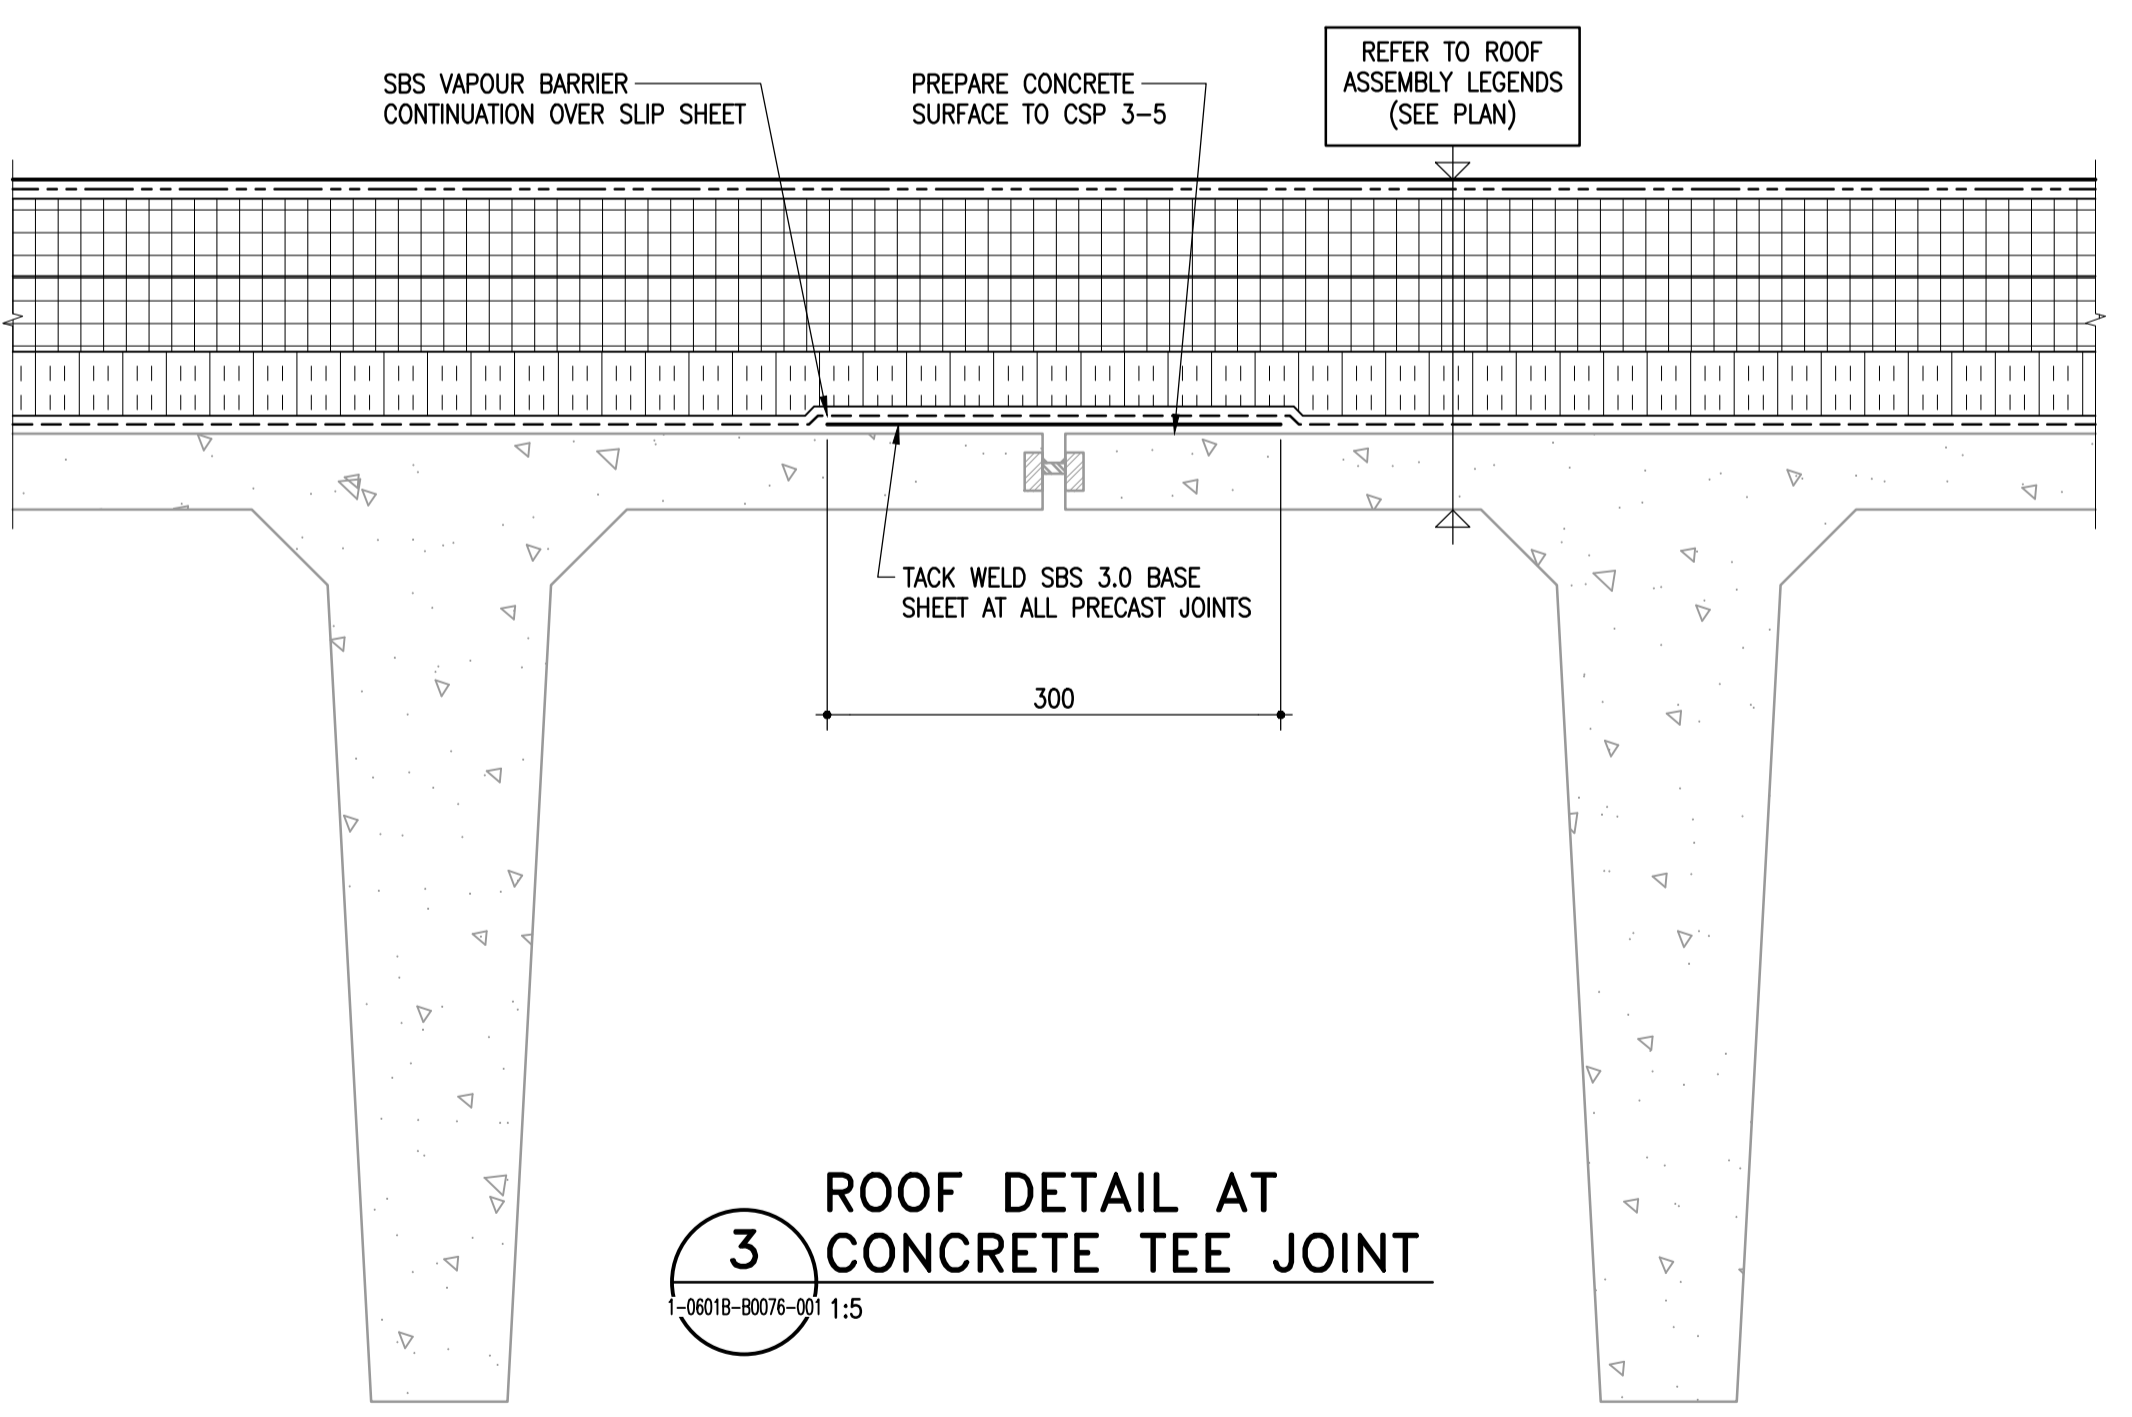 SBS VAPOUR BARRIER
CONTINUATION OVER SLIP SHEET
PREPARE CONCRETE
SURFACE TO CSP 3-5
REFER TO ROOF
ASSEMBLY LEGENDS
(SEE PLAN)
TACK WELD SBS 3.0 BASE
SHEET AT ALL PRECAST JOINTS
300
ROOF DETAIL AT
CONCRETE TEE JOINT
3
1-0601B-B0076-001
1:5